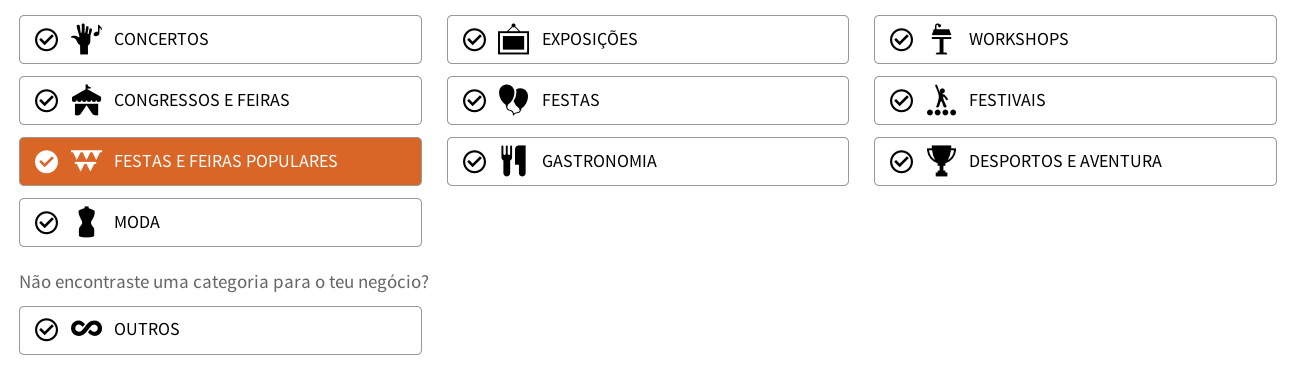 CONCERTOS
EXPOSIÇÕES
WORKSHOPS
CONGRESSOS E FEIRAS
FESTAS
FESTIVAIS
FESTAS E FEIRAS POPULARES
GASTRONOMIA
DESPORTOS E AVENTURA
MODA
Não encontraste uma categoria para o teu negócio?
OUTROS